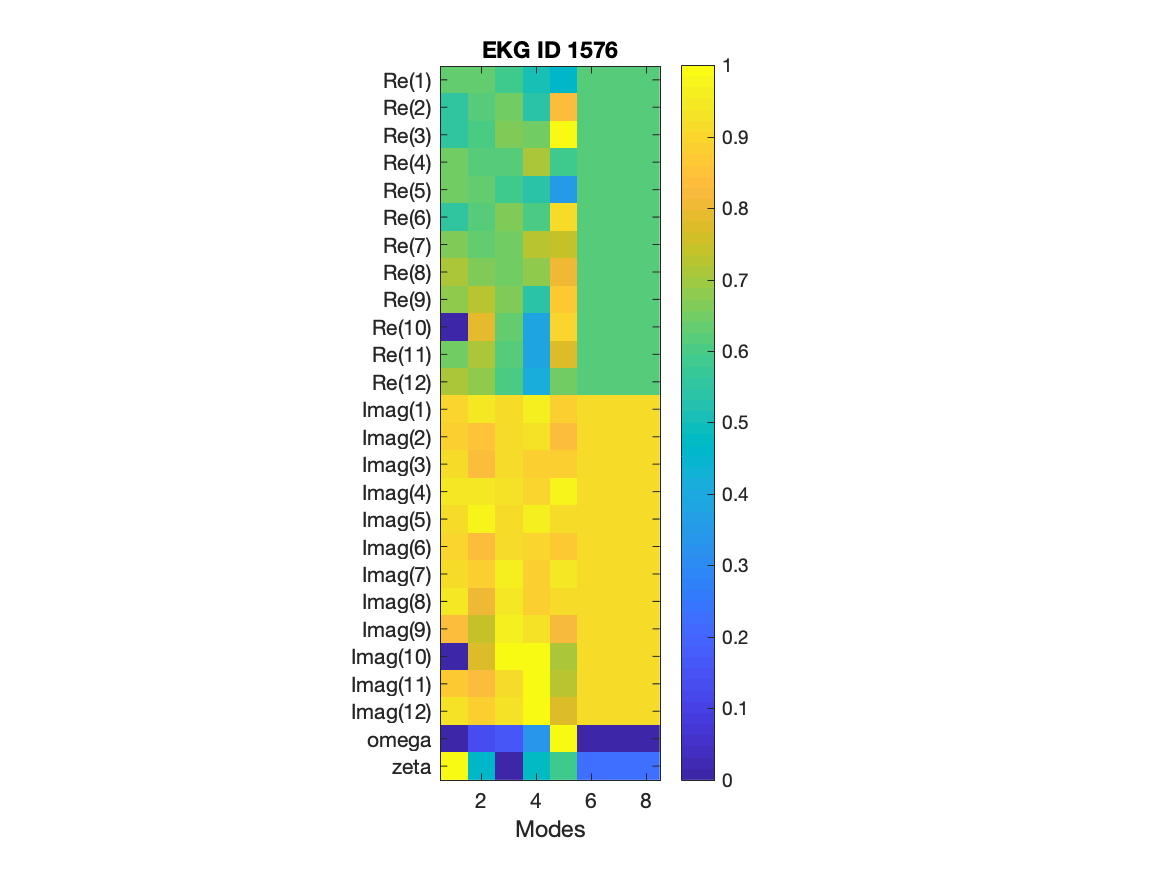 EKG ID 1576
Re(1)
Re(2)
Re(3)
Re(4)
Re(5)
Re(6)
Re(7)
Re(8)
Re(9)
Re(10)
Re(11)
Re(12)
Imag(1)
Imag(2)
Imag(3)
Imag(4)
Imag(5)
Imag(6)
Imag(7)
Imag(8)
Imag(9)
Imag(10)
Imag(11)
Imag(12)
omega
zeta
2 4 6 8
Modes
1
0.9
0.8
0.7
0.6
0.5
0.4
0.3
0.2
0.1
0